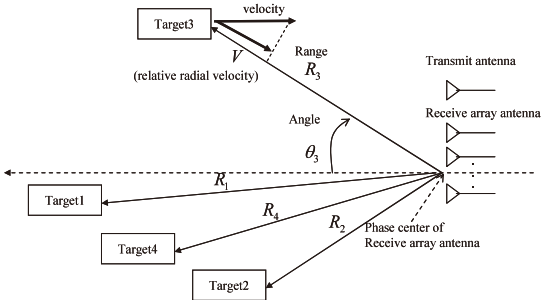 velocity
Target3
V
Range
R3
(relative radial velocity)
Transmit antenna
Angle
θ3
Receive array antenna
R1
Target1
R4
R2
Target4
Phase center of
Receive array antenna
Target2